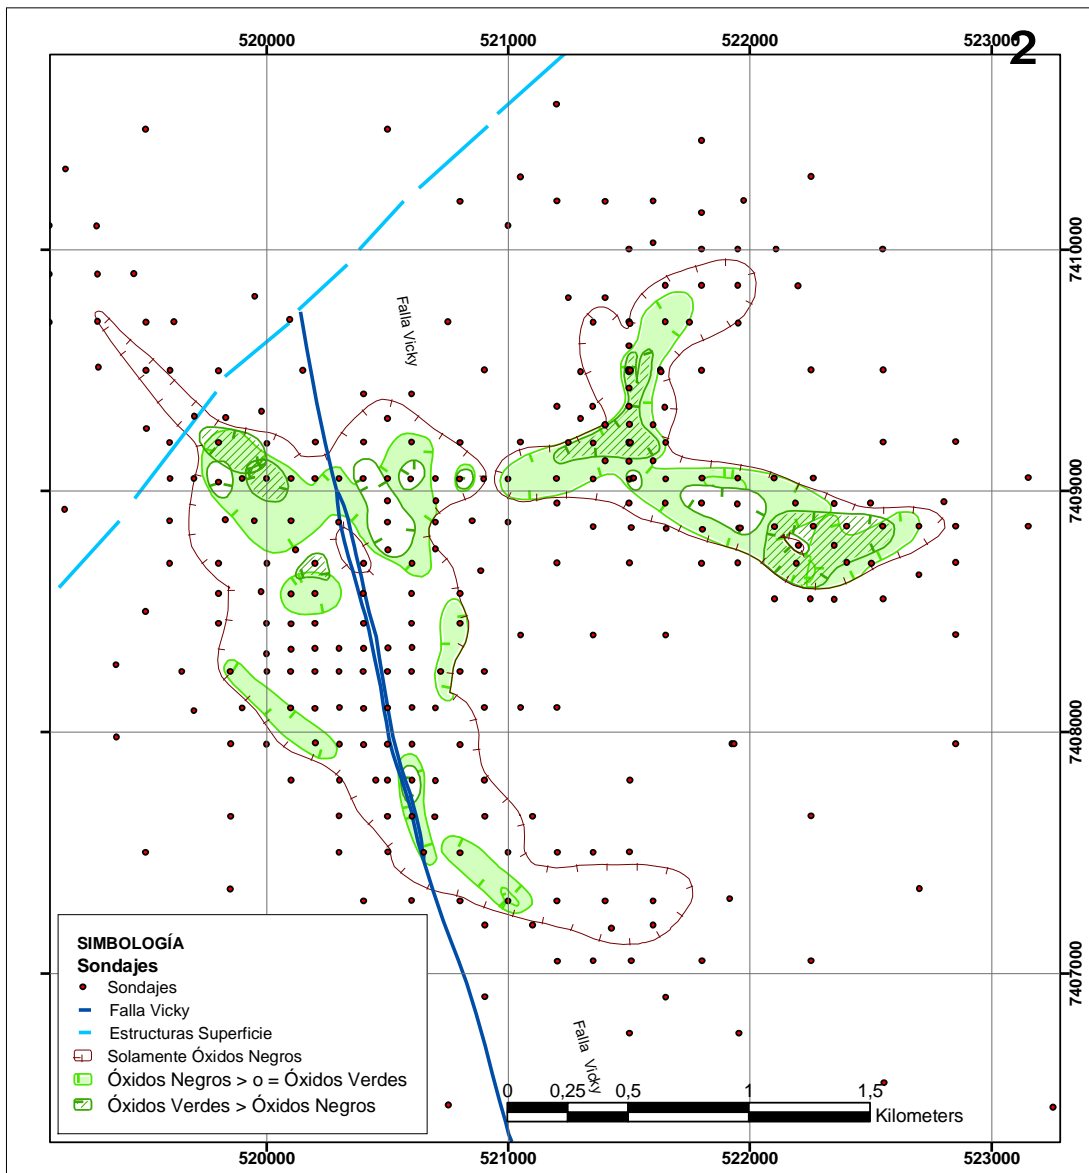 2
520000 521000 522000 523000
7410000
Falla Vicky
7409000
7408000
SIMBOLOGÍA
Sondajes
Sondajes
Falla Vicky
Estructuras Superficie
Solamente Óxidos Negros
Óxidos Negros > o = Óxidos Verdes
Óxidos Verdes > Óxidos Negros
7407000
Falla Vicky
0 0,25 0,5 1 1,5
Kilometers
520000 521000 522000 523000